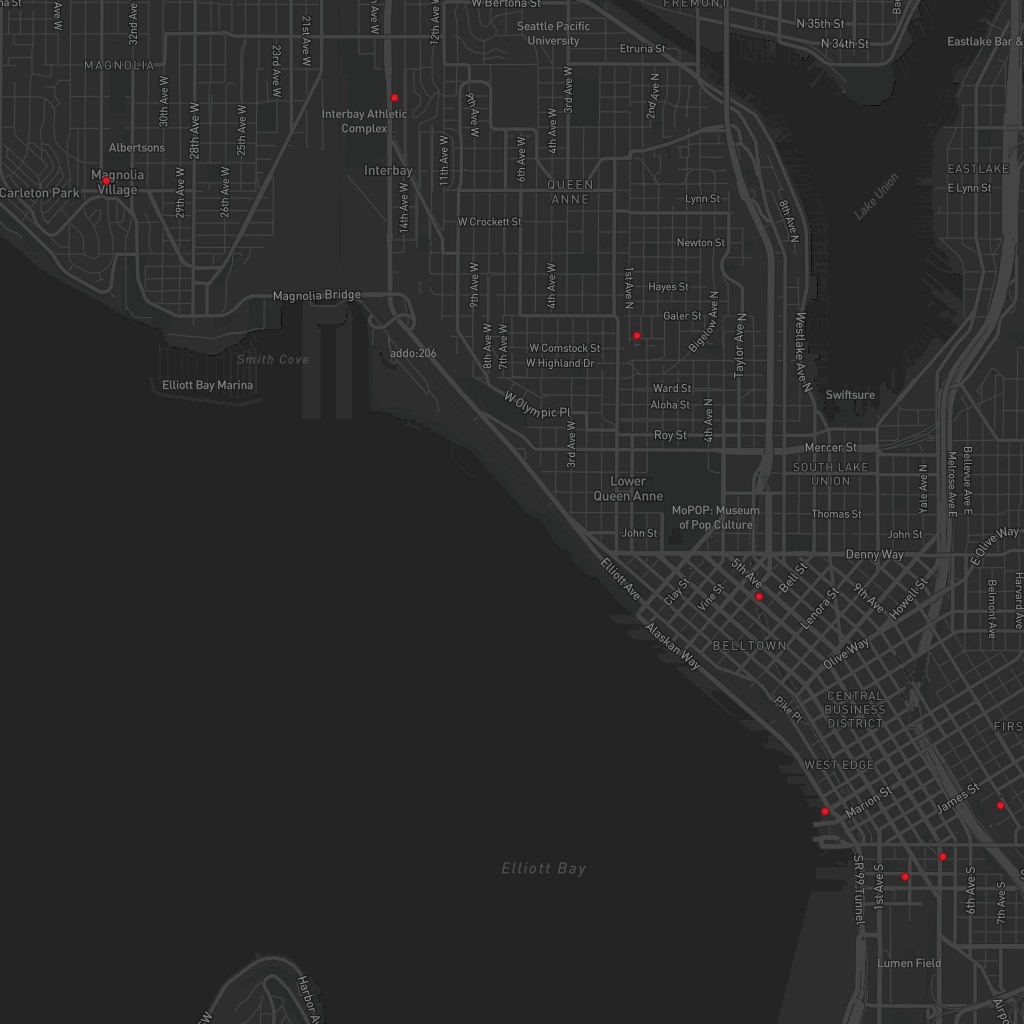 W Bertona St
FREMONT
21st Ave W
32nd Ave W
12th Ave W
Seattle Pacific
University
N 35th St
N 34th St
Etruria St
Eastlake Bar &
MAGNOLIA
23rd Ave W
30th Ave W
3rd Ave W
2nd Ave N
9th Ave W
Interbay Athletic
Complex
28th Ave W
25th Ave W
4th Ave W
Albertsons
11th Ave W
6th Ave W
Interbay
EASTLAKE
E Lynn St
Magnolia
Village
Carleton Park
29th Ave W
26th Ave W
QUEEN
ANNE
14th Ave W
Lynn St
Lake Union
8th Ave N
W Crockett St
Newton St
9th Ave W
4th Ave W
1st Ave N
Hayes St
Magnolia Bridge
Galer St
Bigelow Ave N
8th Ave W
7th Ave W
Taylor Ave N
Westlake Ave N
W Comstock St
W Highland Dr
addo:206
Smith Cove
Elliott Bay Marina
Ward St
Aloha St
Swiftsure
W Olympic Pl
4th Ave N
3rd Ave W
Roy St
Mercer St
SOUTH LAKE
UNION
Yale Ave N
Melrose Ave E
Bellevue Ave E
Lower
Queen Anne
MoPOP: Museum
of Pop Culture
Thomas St
John St
John St
E Olive Way
Denny Way
Elliott Ave
Clay St
Vine St
5th Ave
Bell St
Lenora St
9th Ave
Howell St
Belmont Ave
Harvard Ave
Alaskan Way
BELLTOWN
Olive Way
Pike Pl
CENTRAL
BUSINESS
DISTRICT
FIRS
WEST EDGE
Marion St
James St
Elliott Bay
SR 99 Tunnel
1st Ave S
6th Ave S
7th Ave S
Lumen Field
Harbor Av
Airpo